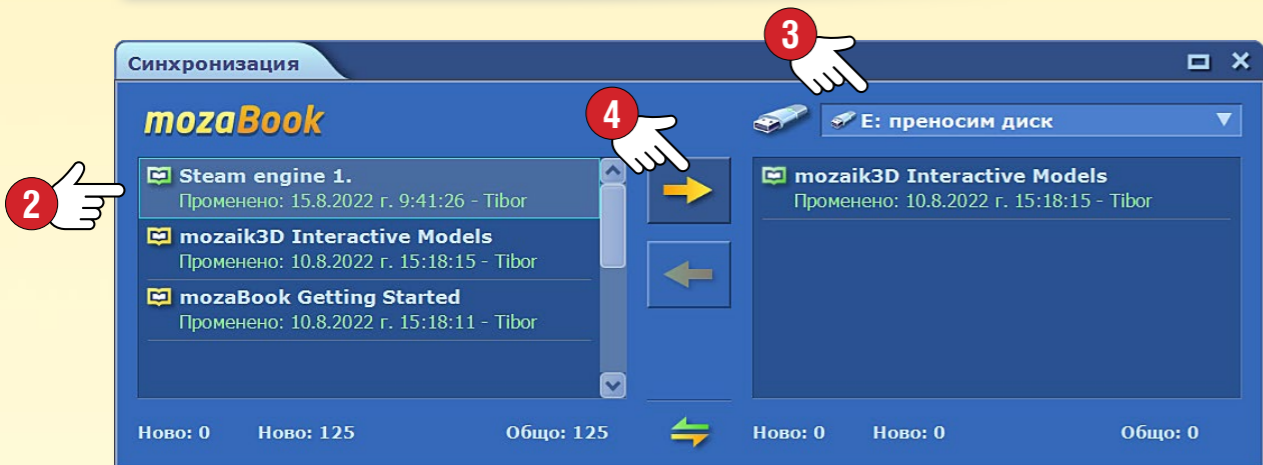 3
Синхронизация
mozaBook
4
E: преносим диск
2
Steam engine 1.
Променено: 15.8.2022 г. 9:41:26 - Tibor
mozaik3D Interactive Models
Променено: 10.8.2022 г. 15:18:15 - Tibor
mozaBook Getting Started
Променено: 10.8.2022 г. 15:18:11 - Tibor
mozaik3D Interactive Models
Променено: 10.8.2022 г. 15:18:15 - Tibor
Ново: 0 Ново: 125 Общо: 125
Ново: 0 Ново: 0 Общо: 0